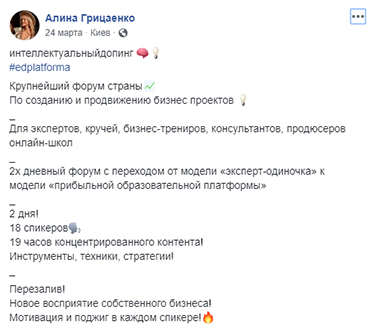 Алина Грицаенко
24 марта · Киев ·
интеллектуальныйдопинг 🧠💡
#edplatforma
Крупнейший форум страны📈
По созданию и продвижению бизнес проектов 💡
_
Для экспертов, кручей, бизнес-тренеров, консультантов, продюсеров
онлайн-школ
_
2х дневный форум с переходом от модели «эксперт-одиночка» к
модели «прибыльной образовательной платформы»
_
2 дня!
18 спикеров🗣
19 часов концентрированного контента!
Инструменты, техники, стратегии!
_
Перезалив!
Новое восприятие собственного бизнеса!
Мотивация и поджиг в каждом спикере!🔥